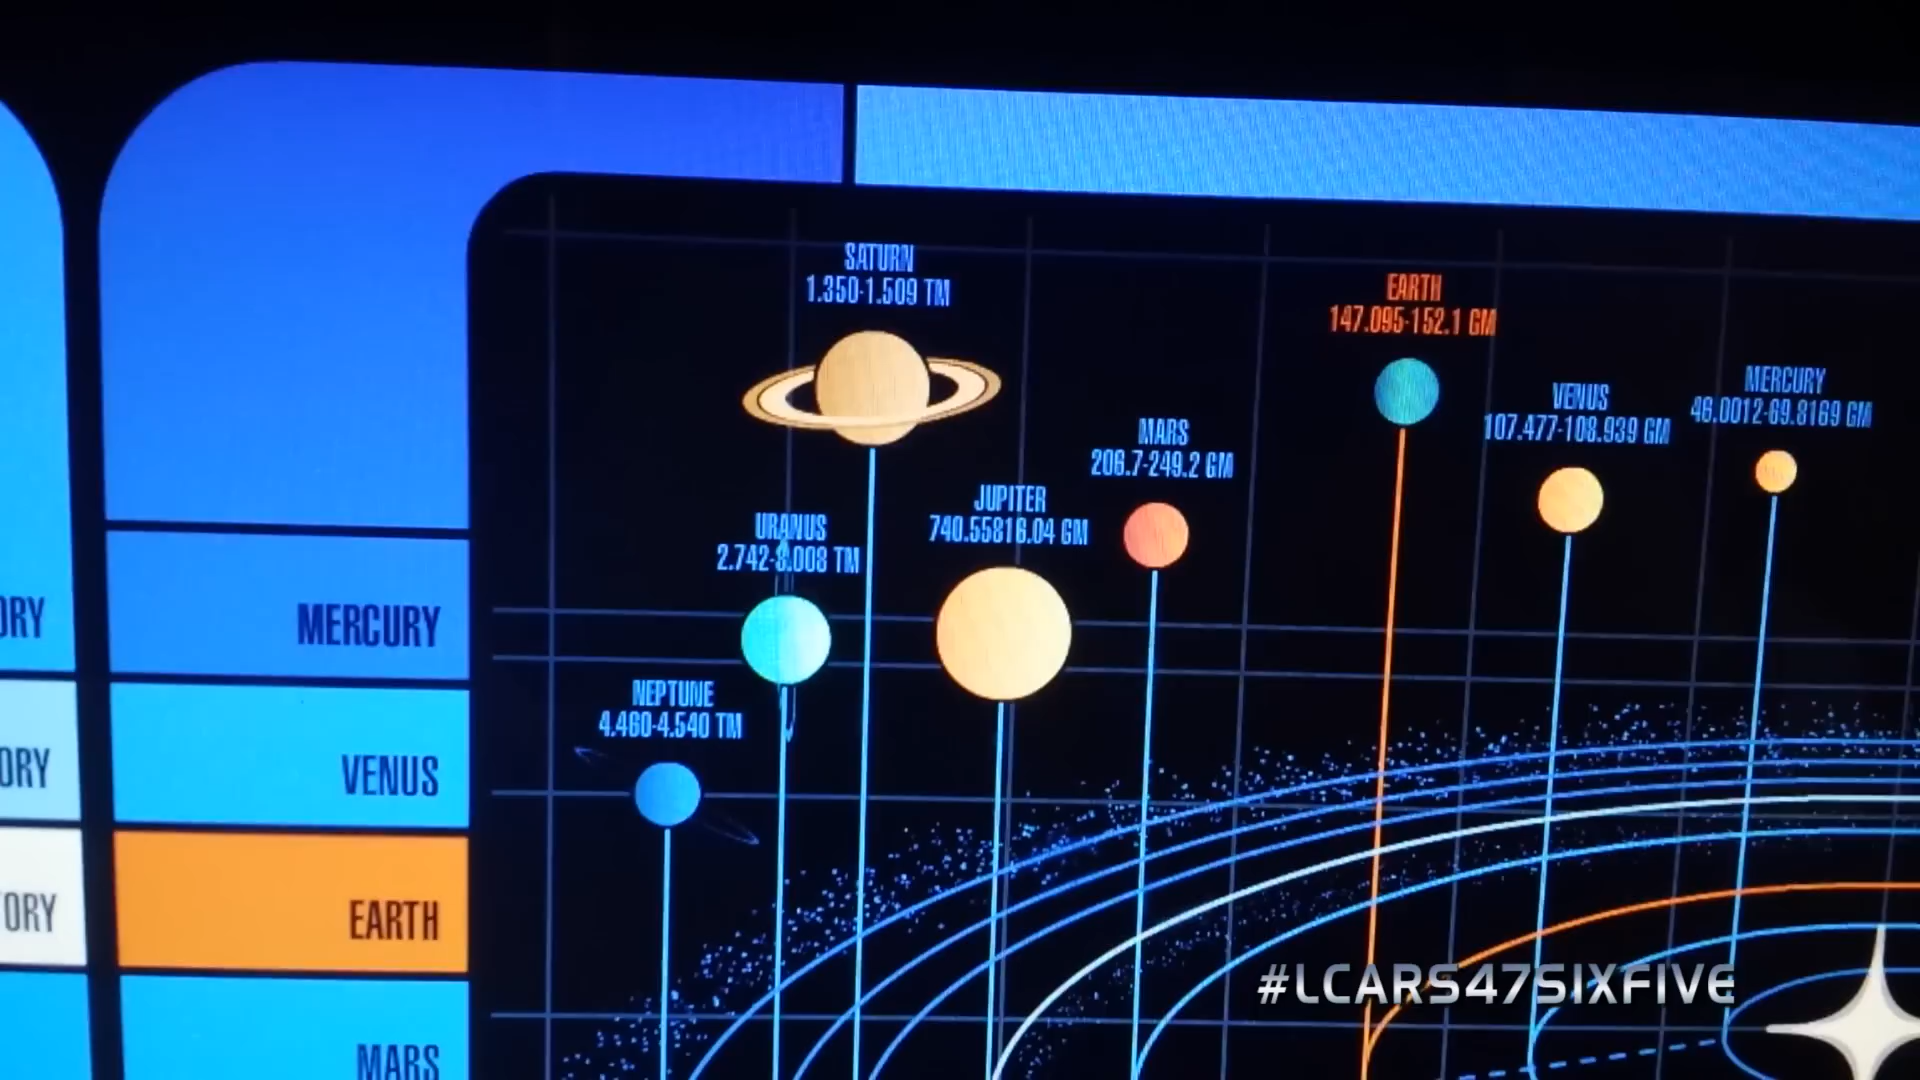 SATURN
1.350-1.509 TM
EARTH
147.095-152.1 GM
MERCURY
46.0012-69.8169 GM
VENUS
107.477-108.939 GM
MARS
206.7-249.2 GM
JUPITER
740.55816.04 GM
URANUS
2.742-3.008 TM
NEPTUNE
4.460-4.540 TM
ORY
MERCURY
ORY
VENUS
TORY
EARTH
MARS
#LCARS47SIXFIVE